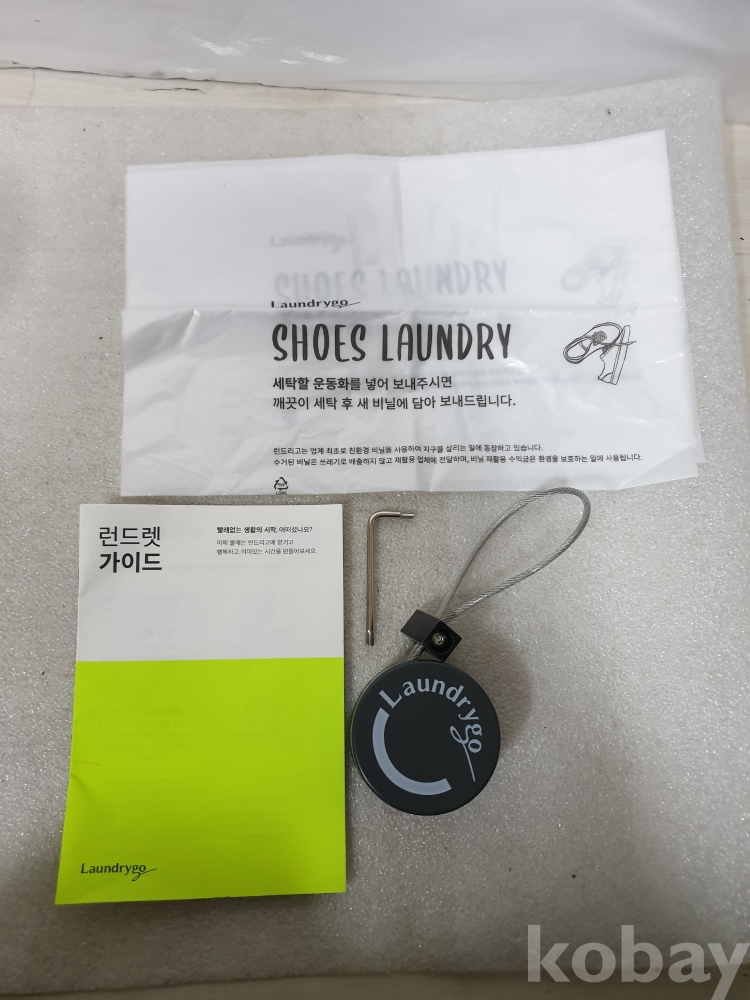 Laundrygo
SHOES LAUNDRY
Laundrygo
SHOES LAUNDRY
세탁할 운동화를 넣어 보내주시면
깨끗이 세탁 후 새 비닐에 담아 보내드립니다.
런드리고는 업계 최초로 친환경 비닐을 사용하여 지구를 살리는 일에 동참하고 있습니다.
수거된 비닐은 쓰레기로 배출하지 않고 재활용 업체에 전달하며, 비닐 재활용 수익금은 환경을 보호하는 일에 사용됩니다.
LDPE
런드렛
가이드
빨래없는 생활의 시작, 어떠셨나요?
이제 빨래는 런드리고에 맡기고
행복하고 의미있는 시간을 만들어보세요.
Laundrygo
Laundrygo
kobay